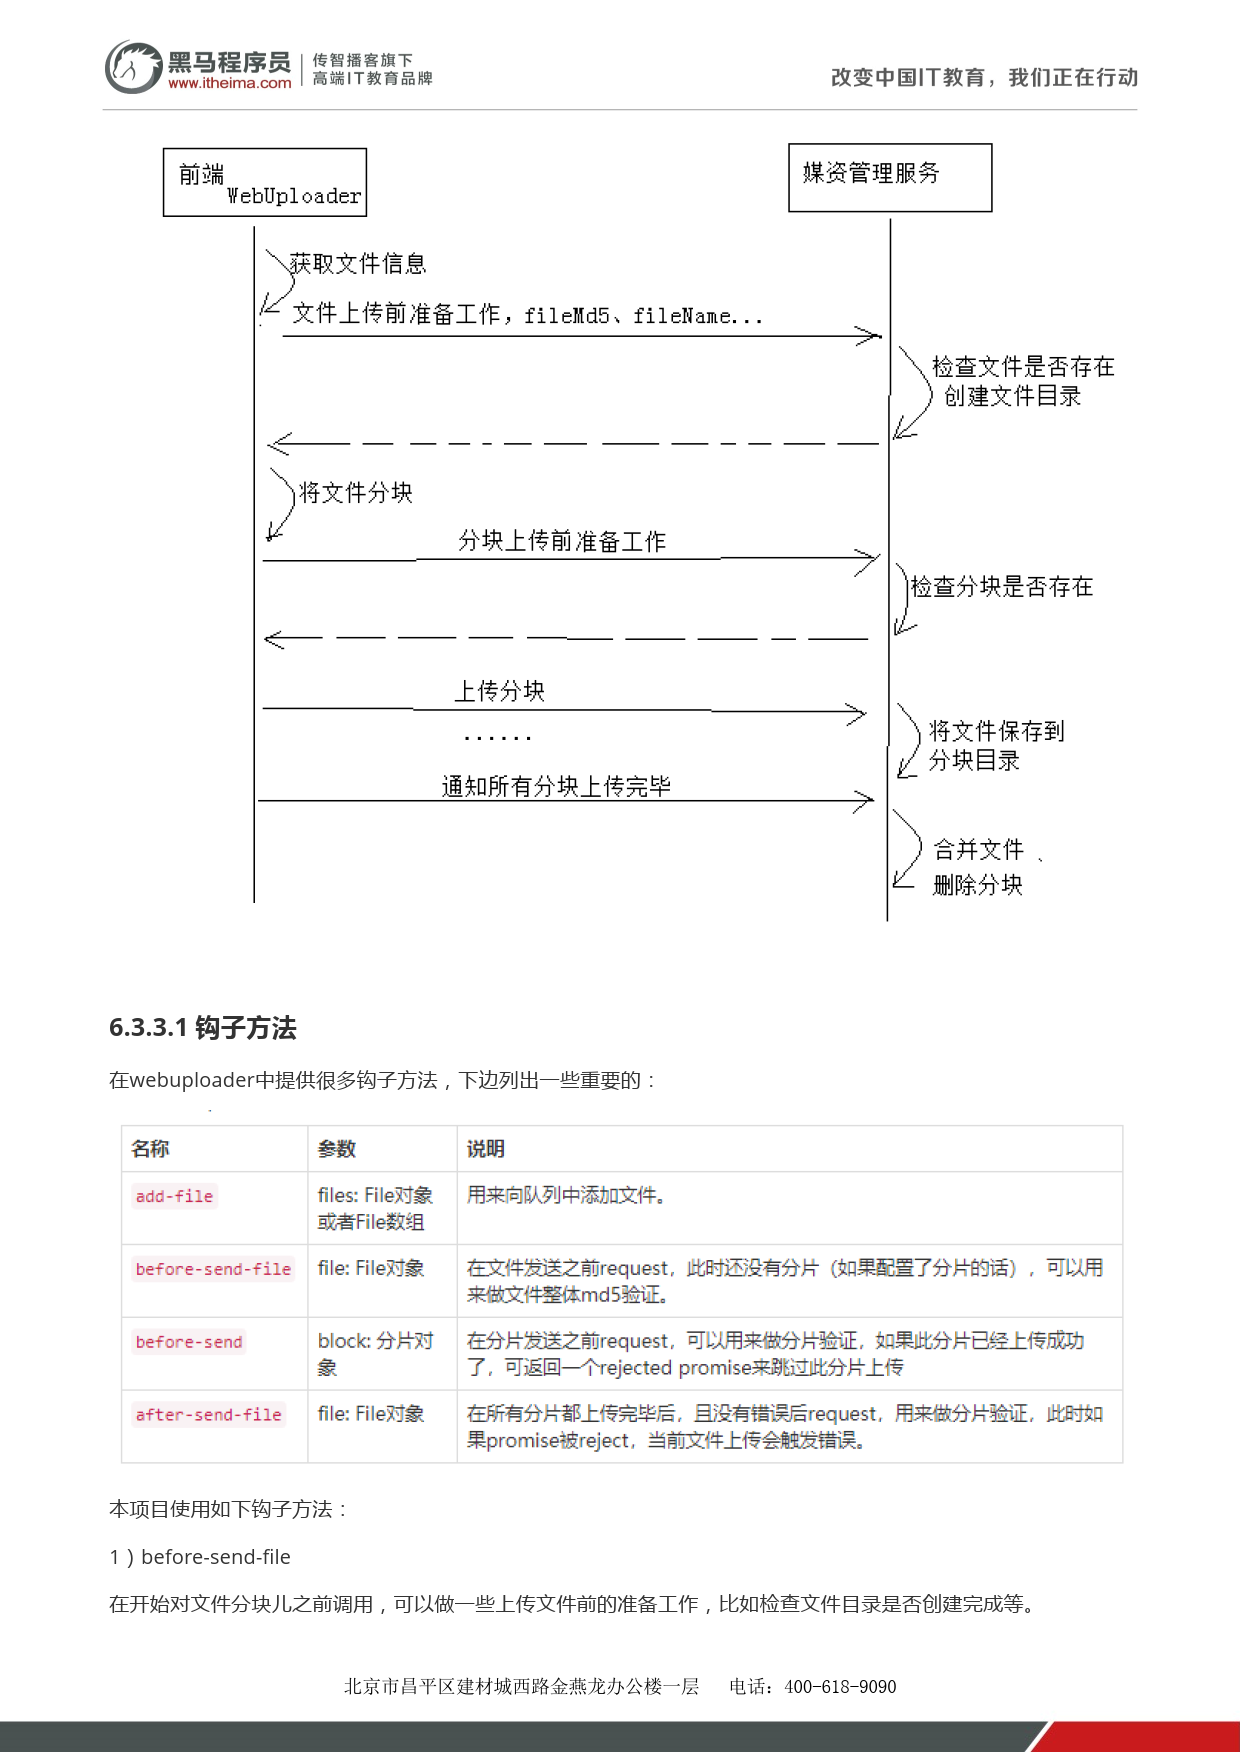 黑马程序员
www.itheima.com
传智播客旗下
高端IT教育品牌
改变中国IT教育，我们正在行动
前端
WebUploader
媒资管理服务
获取文件信息
文件上传前准备工作，fileMd5、fileName...
检查文件是否存在
创建文件目录
将文件分块
分块上传前准备工作
检查分块是否存在
上传分块
......
将文件保存到
分块目录
通知所有分块上传完毕
合并文件 、
删除分块
6.3.3.1 钩子方法
在webuploader中提供很多钩子方法，下边列出一些重要的：
名称 参数 说明
add-file files: File对象 用来向队列中添加文件。
或者File数组
before-send-file file: File对象 在文件发送之前request，此时还没有分片（如果配置了分片的话），可以用
来做文件整体md5验证。
before-send block: 分片对 在分片发送之前request，可以用来做分片验证，如果此分片已经上传成功
象 了，可返回一个rejected promise来跳过此分片上传
after-send-file file: File对象 在所有分片都上传完毕后，且没有错误后request，用来做分片验证，此时如
果promise被reject，当前文件上传会触发错误。
本项目使用如下钩子方法：
1）before-send-file
在开始对文件分块儿之前调用，可以做一些上传文件前的准备工作，比如检查文件目录是否创建完成等。
北京市昌平区建材城西路金燕龙办公楼一层 电话：400-618-9090